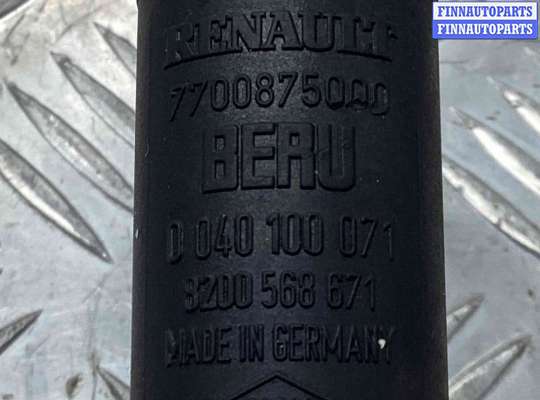 FINNAUTOPARTS
FINNAUTOPARTS
RENAULT
7700875000
BERU
0 040 100 071
8200 568 671
MADE IN GERMANY